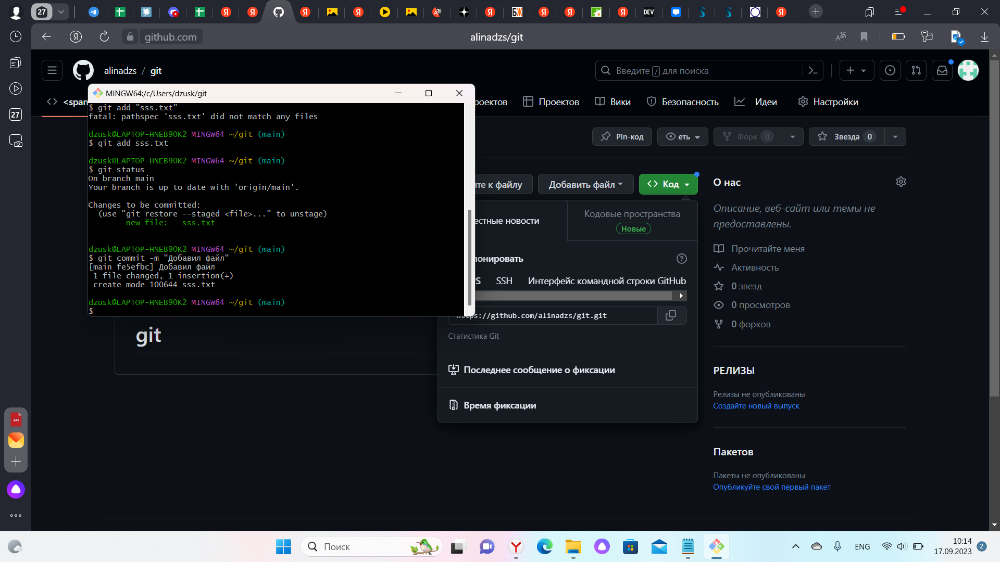 27
github.com
alinadzs/git
27
alinadzs / git
Введите / для поиска
MINGW64:/c/Users/dzusk/git
<span
роектов
Проектов
Вики
Безопасность
Идеи
Настройки
$ git add "sss.txt"
fatal: pathspec 'sss.txt' did not match any files
dzusk@LAPTOP-HNEB9OK2 MINGW64 ~/git (main)
$ git add sss.txt
dzusk@LAPTOP-HNEB9OK2 MINGW64 ~/git (main)
$ git status
On branch main
Your branch is up to date with 'origin/main'.
Changes to be committed:
(use "git restore --staged <file>..." to unstage)
new file: sss.txt
dzusk@LAPTOP-HNEB9OK2 MINGW64 ~/git (main)
$ git commit -m "Добавил файл"
[main fe5efbc] Добавил файл
1 file changed, 1 insertion(+)
create mode 100644 sss.txt
dzusk@LAPTOP-HNEB9OK2 MINGW64 ~/git (main)
$
Pin-код
еть
Форк 0
Звезда 0
те к файлу
Добавить файл
<> Код
естные новости
Кодовые пространства
Новые
онировать
S
SSH
Интерфейс командной строки GitHub
ps://github.com/alinadzs/git.git
Статистика Git
Последнее сообщение о фиксации
Время фиксации
git
О нас
Описание, веб-сайт или темы не
предоставлены.
Прочитайте меня
Активность
0 звезд
0 просмотров
0 форков
РЕЛИЗЫ
Релизы не опубликованы
Создайте новый выпуск
Пакетов
Пакеты не опубликованы
Опубликуйте свой первый пакет
Поиск
ENG
10:14
17.09.2023
2